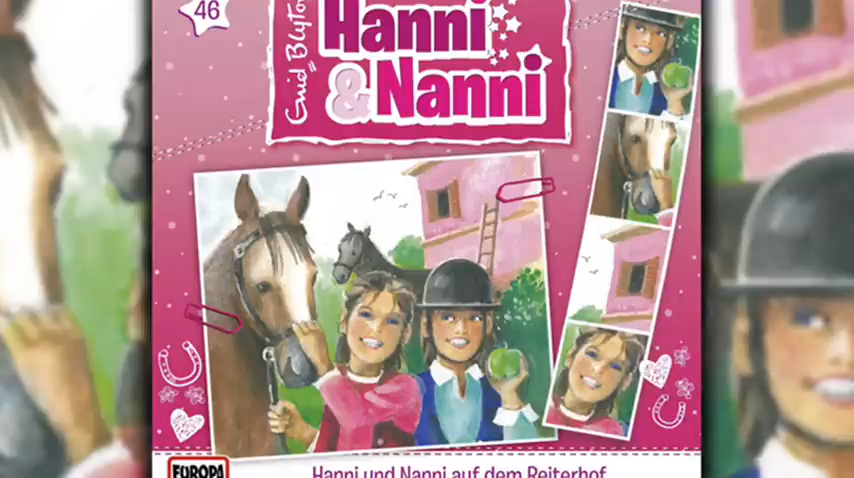 46
Enid Blyton
Hanni
& Nanni
EUROPA
Hanni und Nanni auf dem Reiterhof